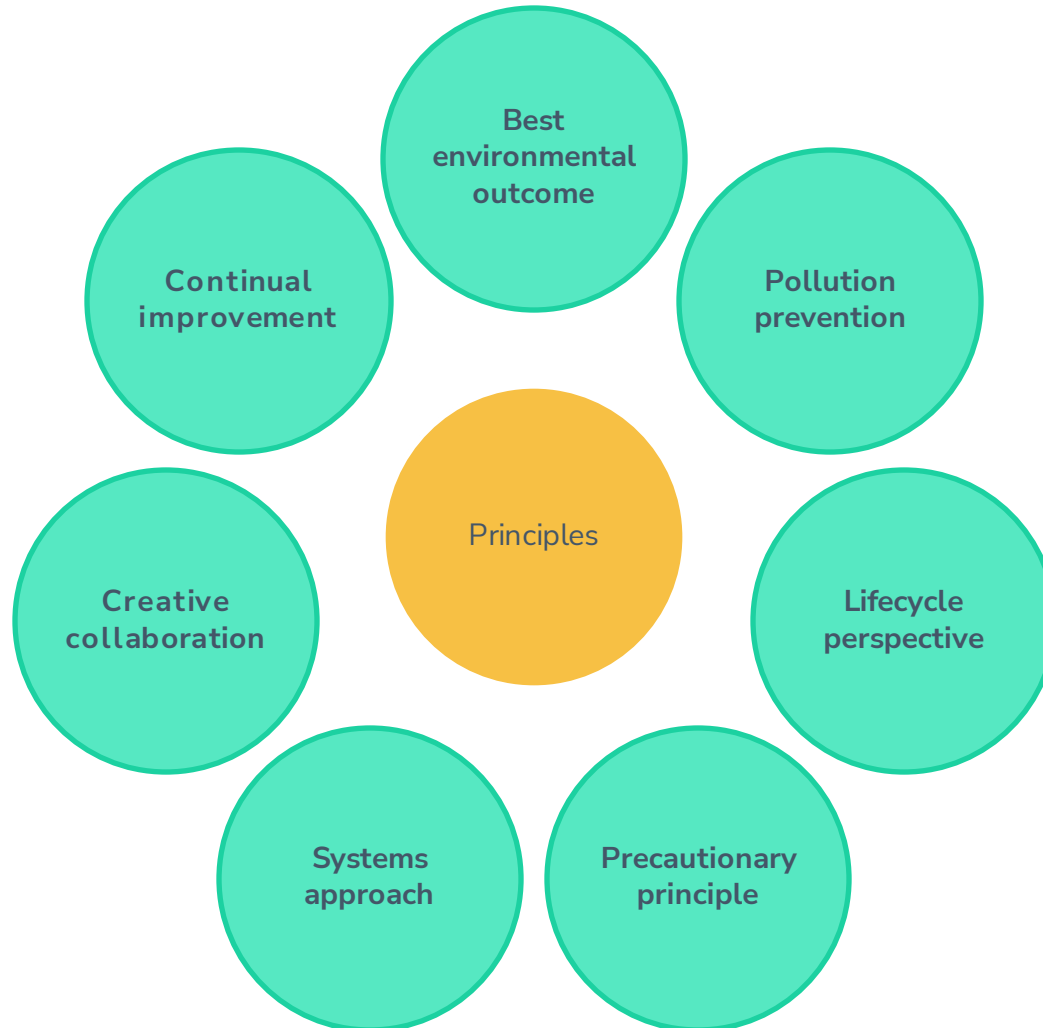 Best
environmental
outcome
Pollution
prevention
Lifecycle
perspective
Precautionary
principle
Systems
approach
Creative
collaboration
Continual
improvement
Principles